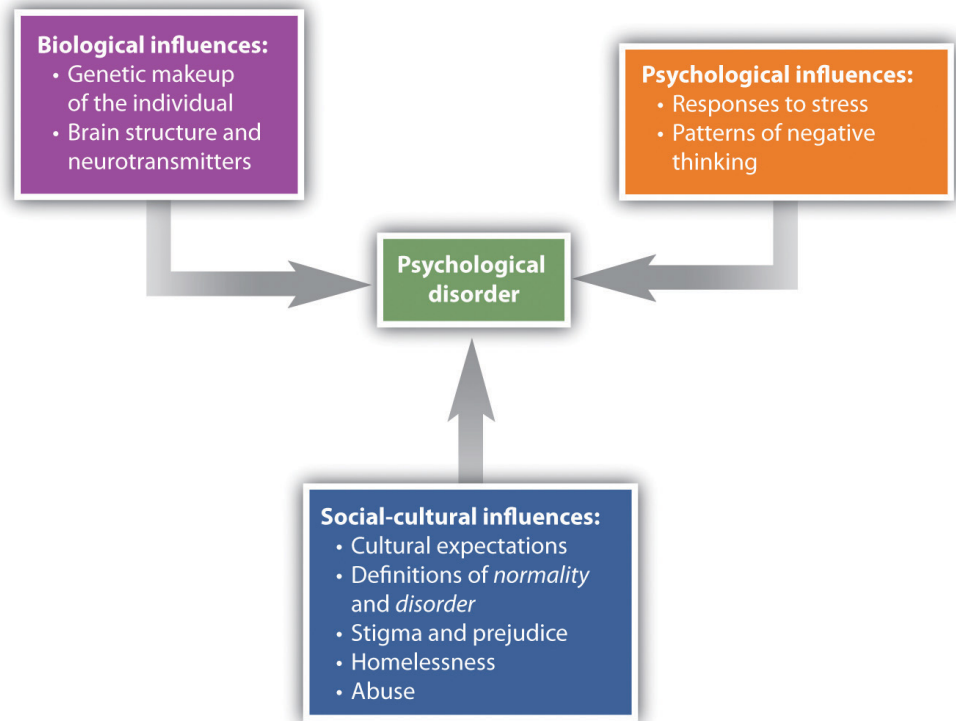 Biological influences:
• Genetic makeup
of the individual
• Brain structure and
neurotransmitters
Psychological influences:
• Responses to stress
• Patterns of negative
thinking
Psychological
disorder
Social-cultural influences:
• Cultural expectations
• Definitions of normality
and disorder
• Stigma and prejudice
• Homelessness
• Abuse